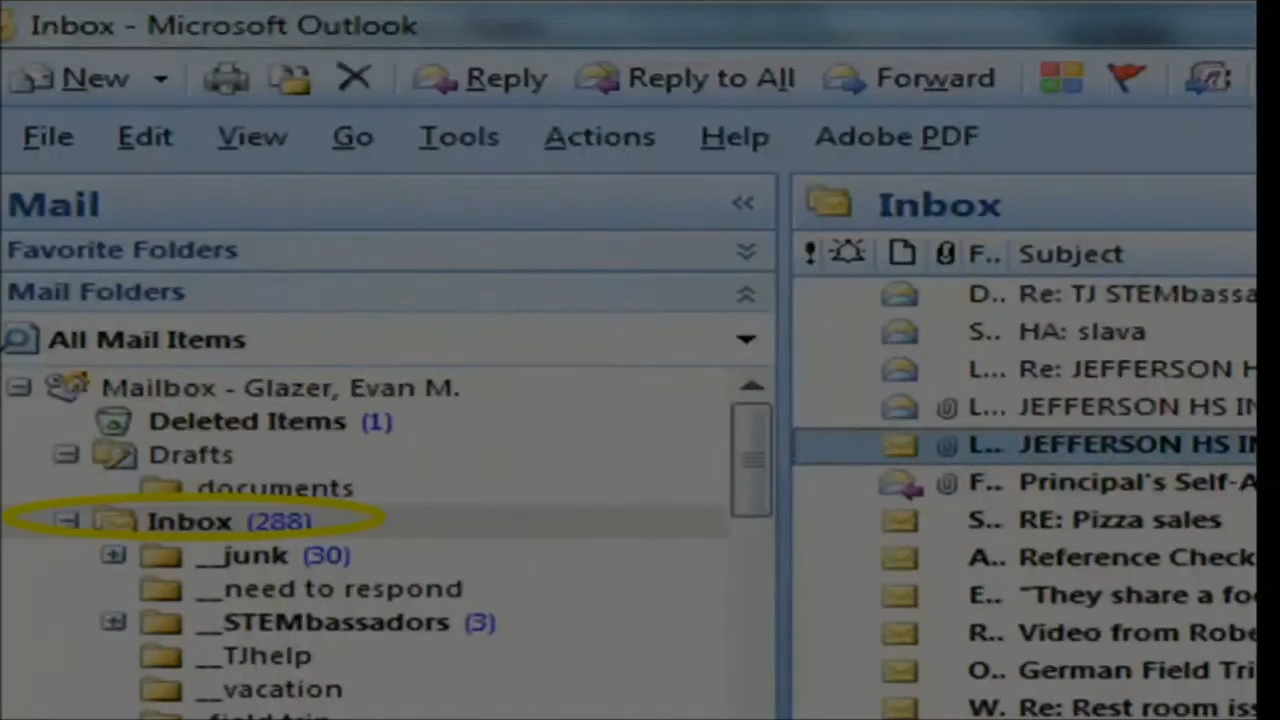 Inbox - Microsoft Outlook
New Reply Reply to All Forward
File Edit View Go Tools Actions Help Adobe PDF
Mail
Favorite Folders
Mail Folders
All Mail Items
Mailbox - Glazer, Evan M.
Deleted Items (1)
Drafts
documents
Inbox (288)
__junk (30)
__need to respond
__STEMbassadors (3)
__TJhelp
__vacation
field trip
Inbox
! F.. Subject
D.. Re: TJ STEMbassa
S.. HA: slava
L... Re: JEFFERSON H
L... JEFFERSON HS IN
L... JEFFERSON HS IN
F... Principal's Self-A
S.. RE: Pizza sales
A.. Reference Check
E.. "They share a foo
R.. Video from Robe
O.. German Field Tri
W. Re: Rest room iss